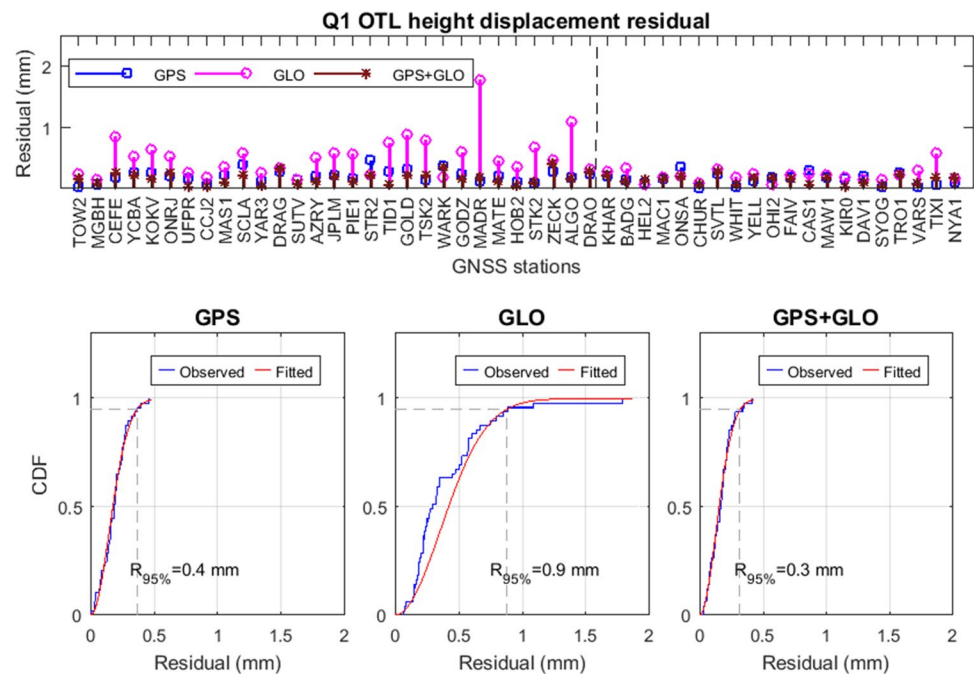 Q1 OTL height displacement residual
Residual (mm)
2
1
GPS GLO GPS+GLO
TOW2 MGBH CEFE YCBA KOKV ONRJ UFPR CCJ2 MAS1 SCLA YAR3 DRAG SUTV AZRY JPLM PIE1 STR2 TID1 GOLD TSK2 WARK GODZ MADR MATE HOB2 STK2 ZECK ALGO DRAO KHAR BADG HEL2 MAC1 ONSA CHUR SVTL WHIT YELL OHI2 FAIV CAS1 MAW1 KIR0 DAV1 SYOG TRO1 VARS TIXI NYA1
GNSS stations
GPS
CDF
1
0.5
0
Observed Fitted
R95%=0.4 mm
0 0.5 1 1.5 2
Residual (mm)
GLO
1
0.5
0
Observed Fitted
R95%=0.9 mm
0 0.5 1 1.5 2
Residual (mm)
GPS+GLO
1
0.5
0
Observed Fitted
R95%=0.3 mm
0 0.5 1 1.5 2
Residual (mm)